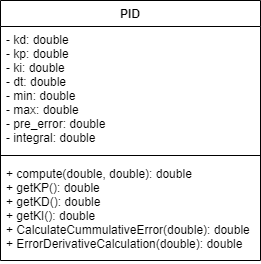 PID
- kd: double
- kp: double
- ki: double
- dt: double
- min: double
- max: double
- pre_error: double
- integral: double
+ compute(double, double): double
+ getKP(): double
+ getKD(): double
+ getKI(): double
+ CalculateCummulativeError(double): double
+ ErrorDerivativeCalculation(double): double